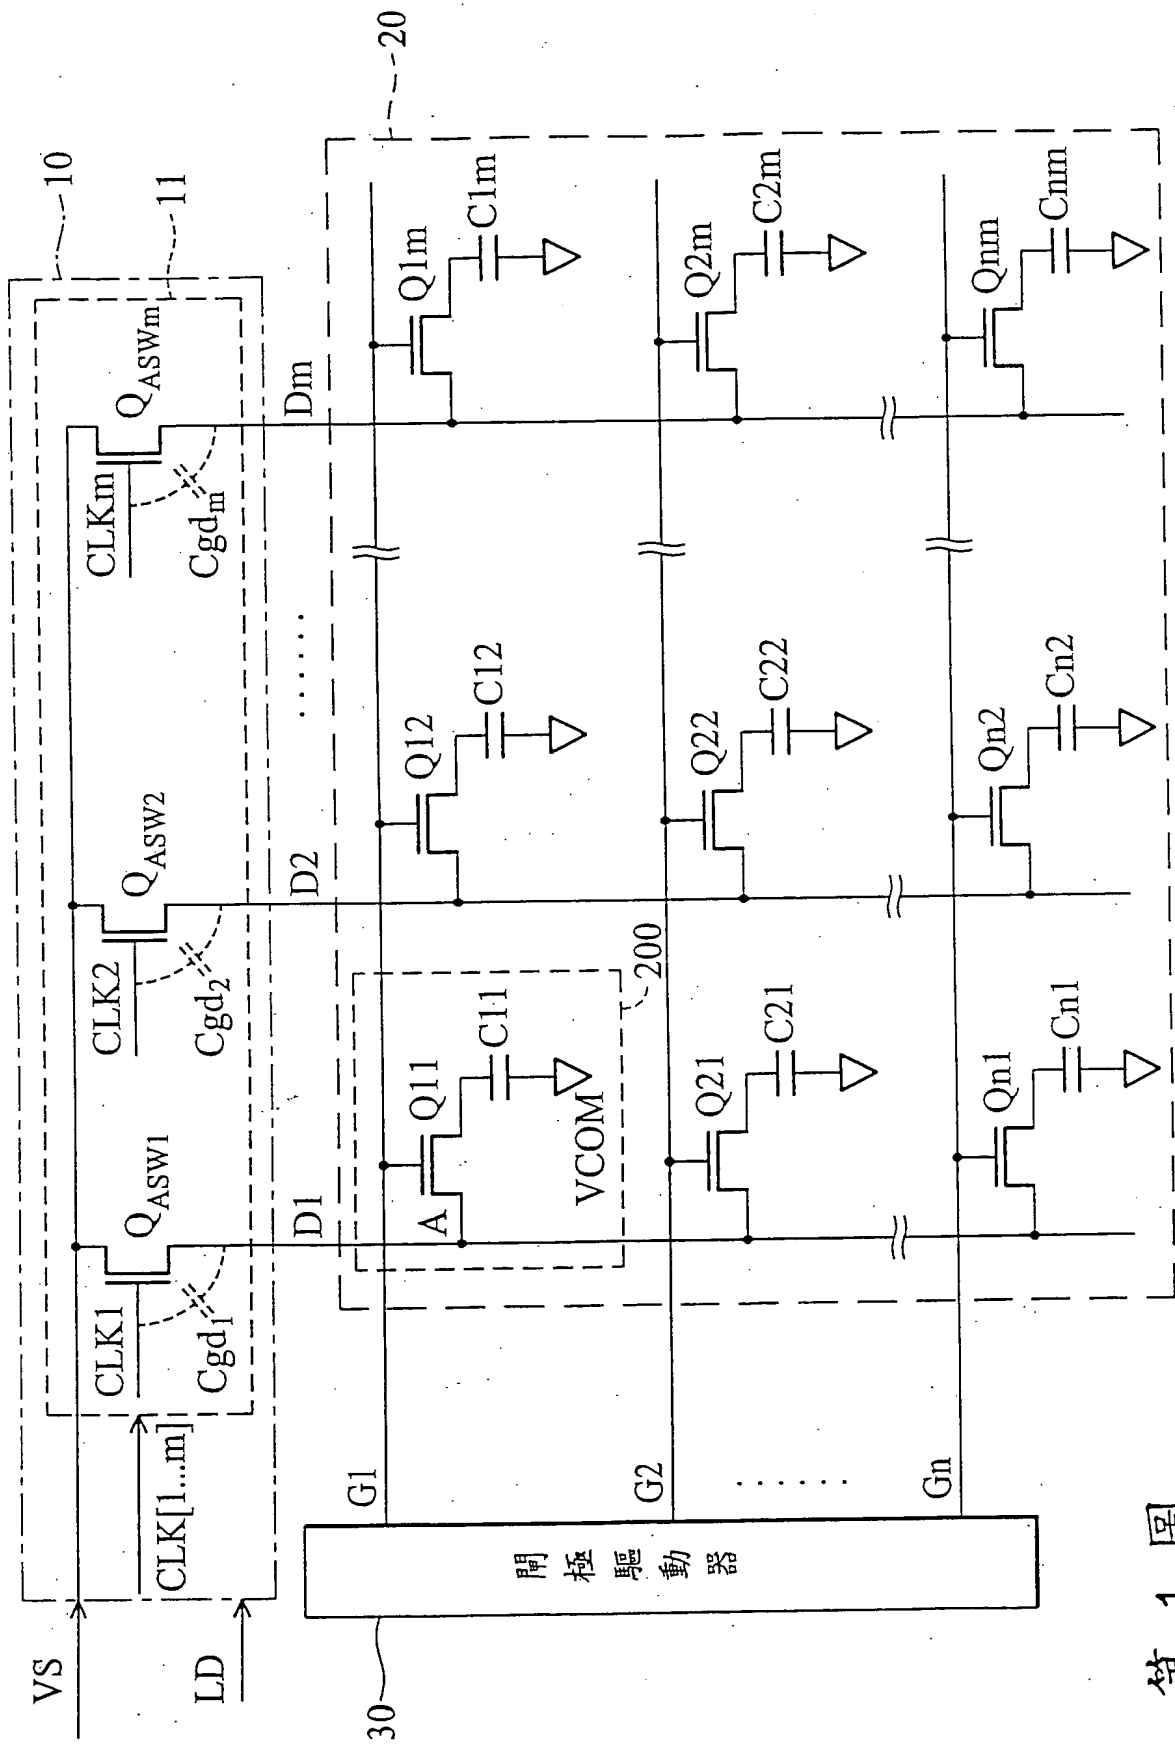 VS
LD
CLK[1...m]
10
11
CLK1
QASW1
Cgd1
CLK2
QASW2
Cgd2
CLKm
QASWm
Cgdm
D1
D2
......
Dm
20
30
閘極驅動器
G1
A
Q11
C11
VCOM
200
Q12
C12
Q1m
C1m
G2
Q21
C21
Q22
C22
Q2m
C2m
......
Gn
Qn1
Cn1
Qn2
Cn2
Qnm
Cnm
第 1 圖